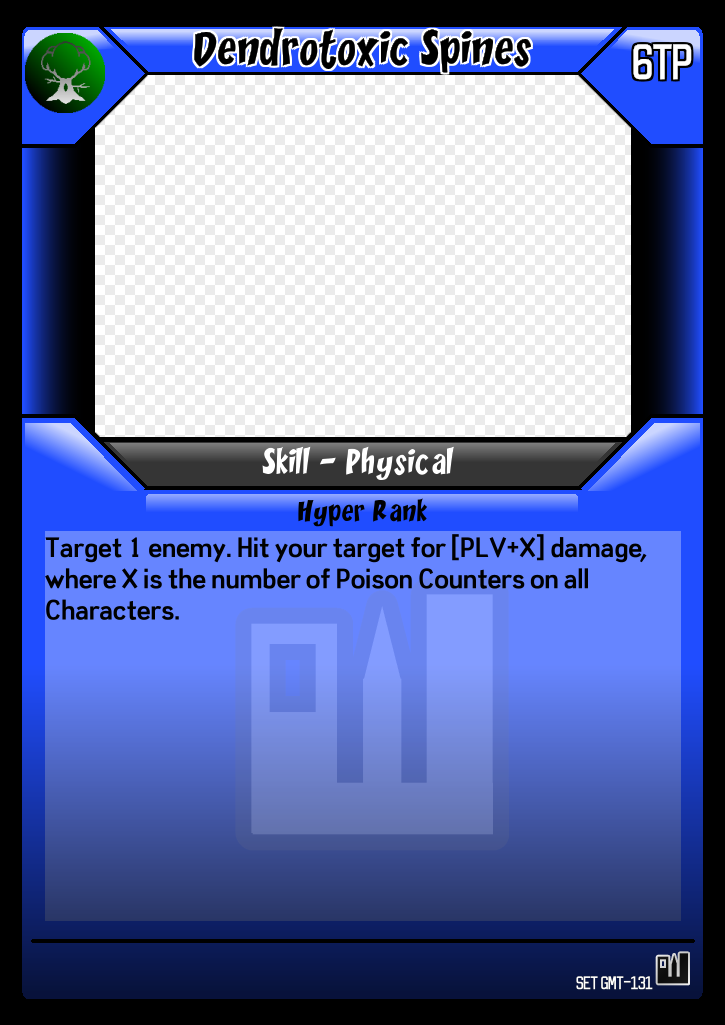 Dendrotoxic Spines
6TP
Skill - Physical
Hyper Rank
Target 1 enemy. Hit your target for [PLV+X] damage,
where X is the number of Poison Counters on all
Characters.
SET GMT-131